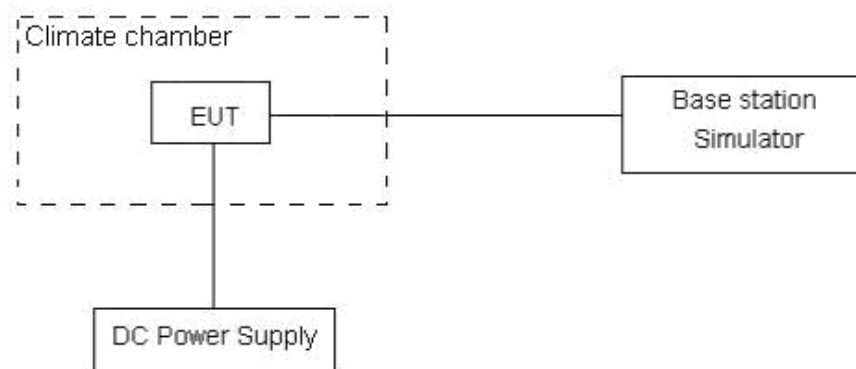 Climate chamber
EUT
Base station
Simulator
DC Power Supply